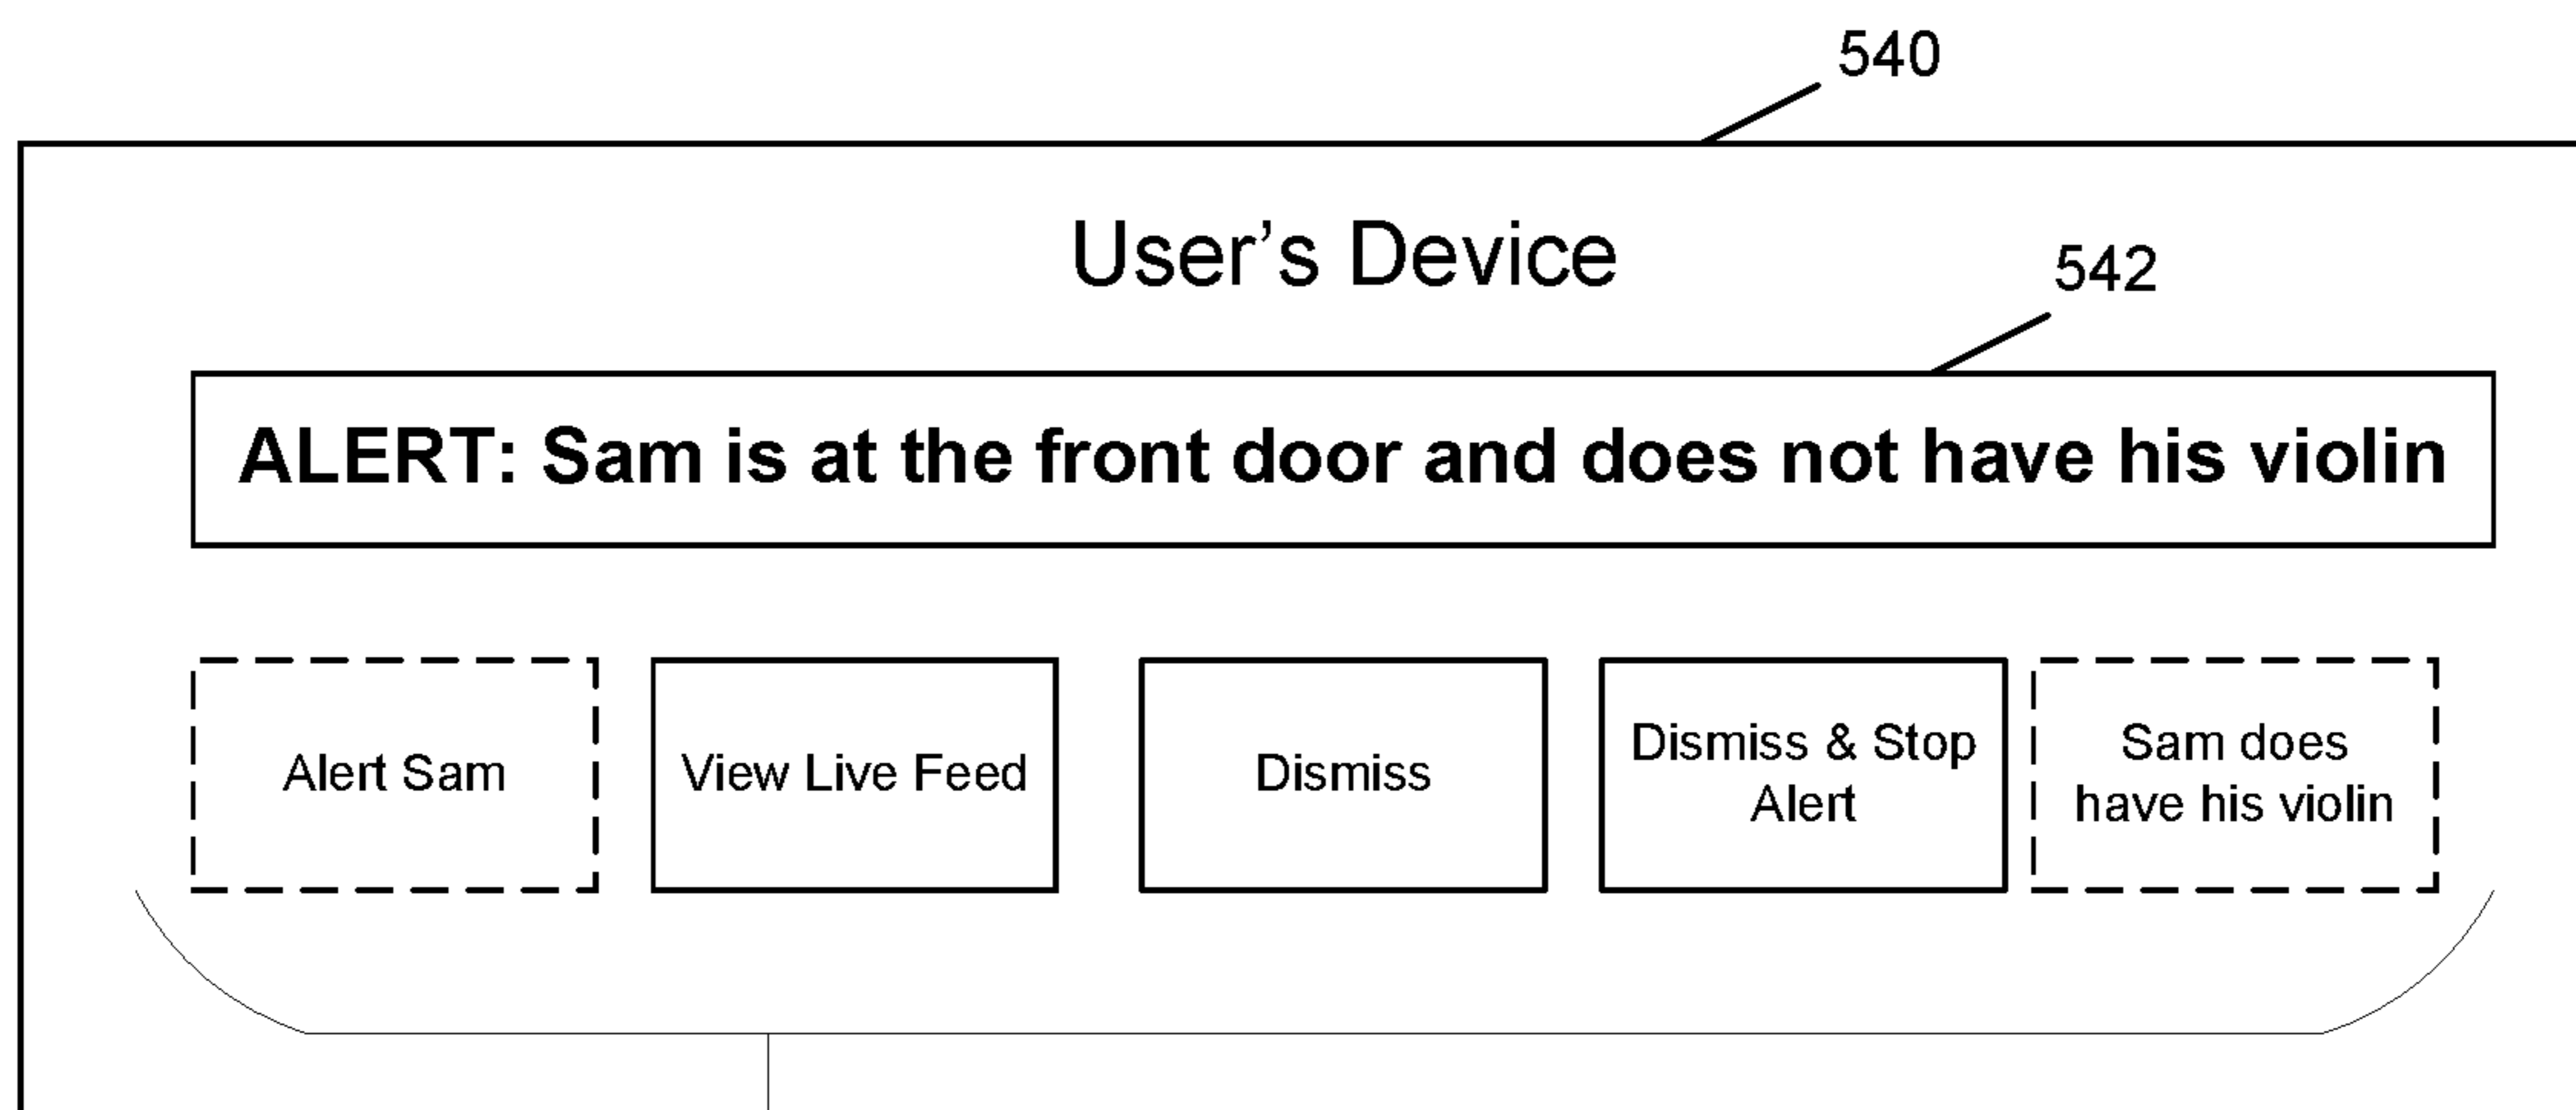 540
User’s Device
542
ALERT: Sam is at the front door and does not have his violin
Alert Sam
View Live Feed
Dismiss
Dismiss & Stop
Alert
Sam does
have his violin